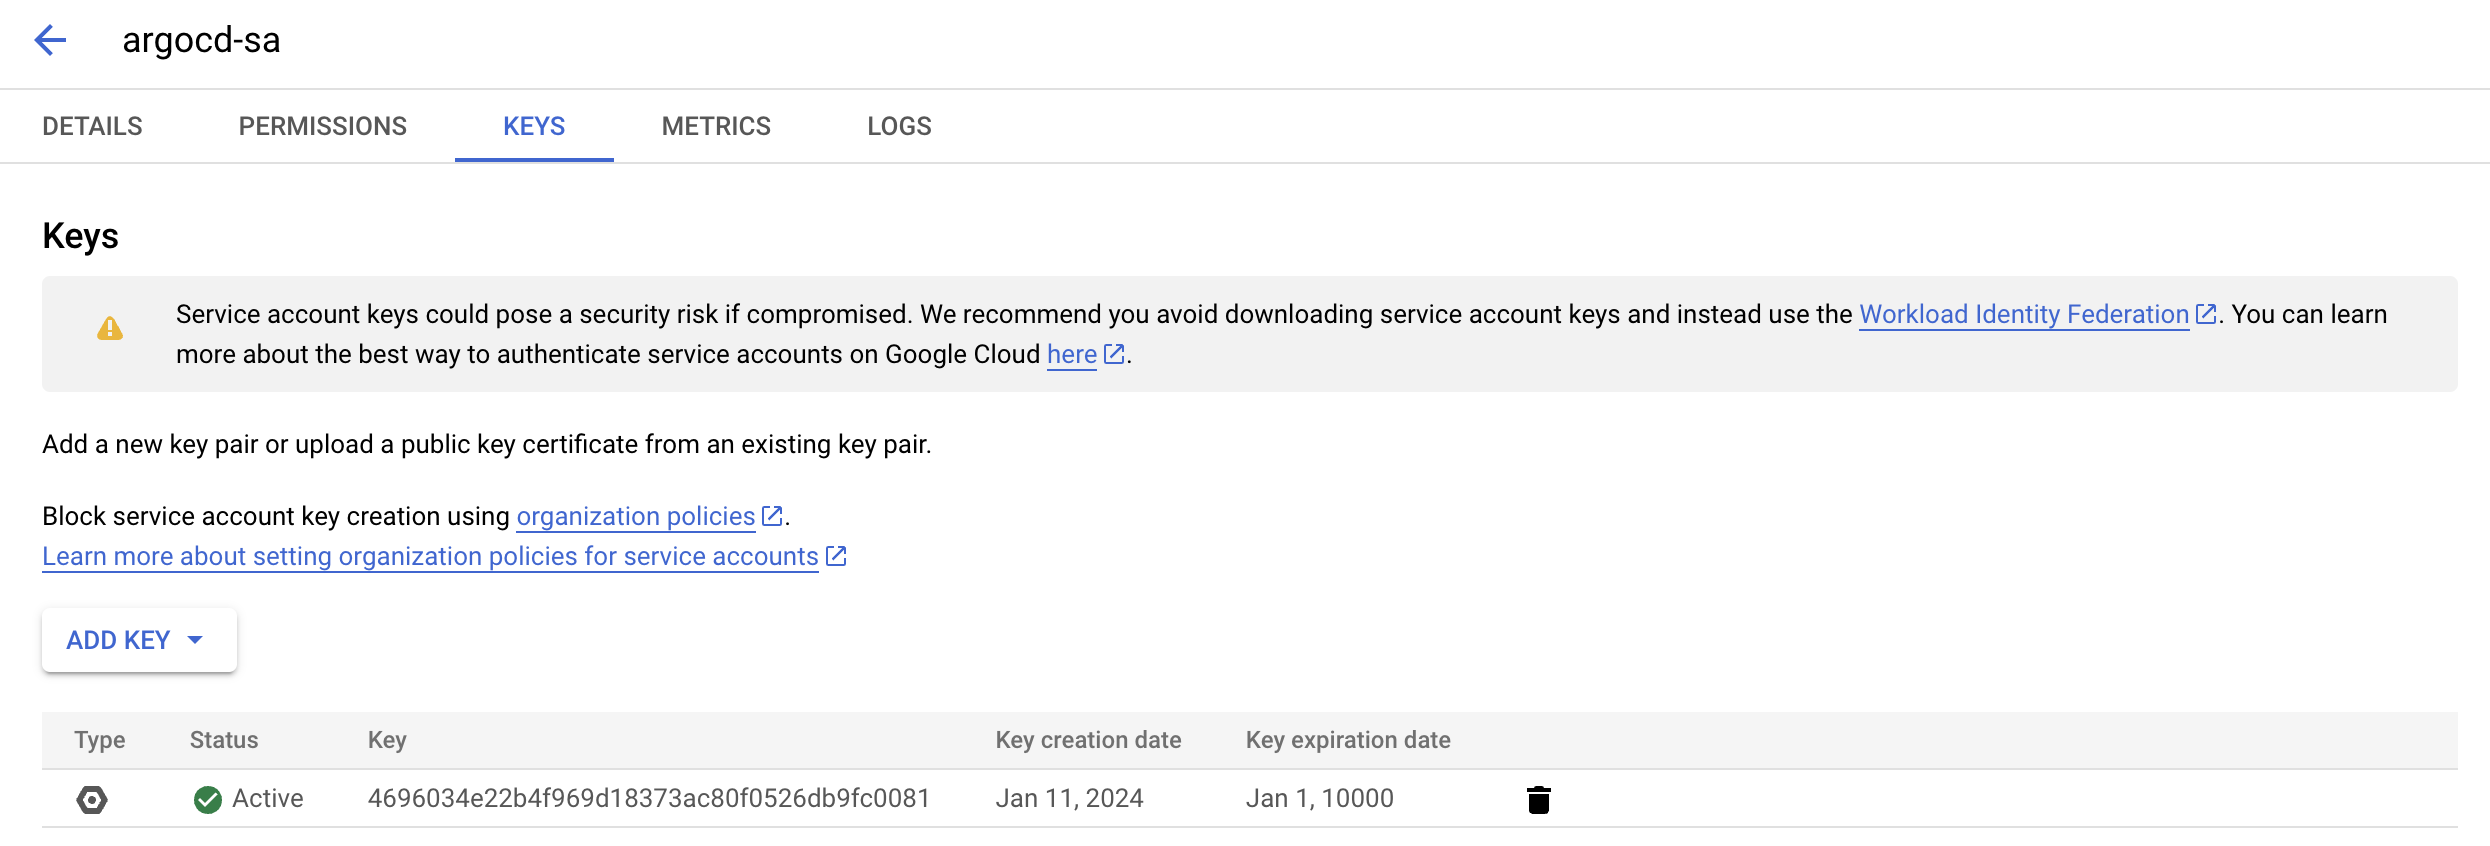 argocd-sa
DETAILS PERMISSIONS KEYS METRICS LOGS
Keys
Service account keys could pose a security risk if compromised. We recommend you avoid downloading service account keys and instead use the Workload Identity Federation. You can learn
more about the best way to authenticate service accounts on Google Cloud here.
Add a new key pair or upload a public key certificate from an existing key pair.
Block service account key creation using organization policies.
Learn more about setting organization policies for service accounts
ADD KEY
Type Status Key Key creation date Key expiration date
Active 4696034e22b4f969d18373ac80f0526db9fc0081 Jan 11, 2024 Jan 1, 10000